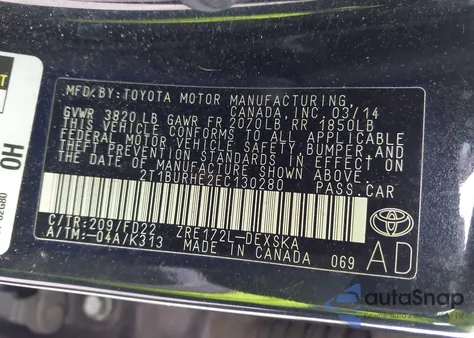 MFD.BY:TOYOTA MOTOR MANUFACTURING,
CANADA, INC. 03/14
GVWR 3820 LB GAWR FR 2070LB RR 1850LB
THIS VEHICLE CONFORMS TO ALL APPLICABLE
FEDERAL MOTOR VEHICLE SAFETY, BUMPER, AND
THEFT PREVENTION STANDARDS IN EFFECT ON
THE DATE OF MANUFACTURE SHOWN ABOVE.
2T1BURHE2EC130280 PASS.CAR
C/TR:209/FD22 ZRE172L-DEXSKA
A/TM:-04A/K313
MADE IN CANADA 069
TOYOTA
AD
HO
autoSnap